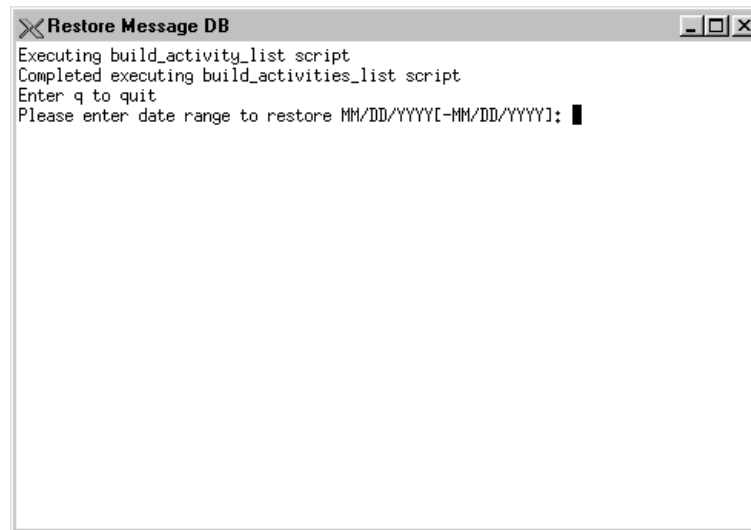 Restore Message DB
Executing build_activity_list script
Completed executing build_activities_list script
Enter q to quit
Please enter date range to restore MM/DD/YYYY[-MM/DD/YYYY]: